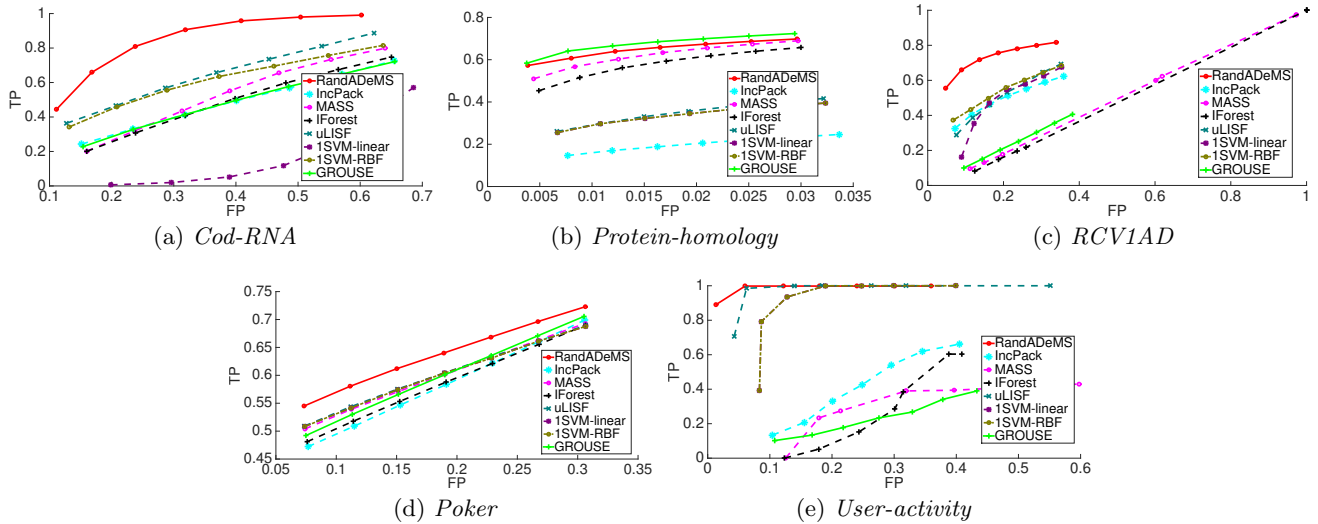 1
0.8
0.6
0.4
0.2
0
TP
0.1 0.2 0.3 0.4 0.5 0.6 0.7
FP
RandADeMS
IncPack
MASS
IForest
uLISF
1SVM-linear
1SVM-RBF
GROUSE
(a) Cod-RNA
0.8
0.6
0.4
0.2
0
TP
0 0.005 0.01 0.015 0.02 0.025 0.03 0.035
FP
RandADeMS
IncPack
MASS
IForest
uLISF
1SVM-linear
1SVM-RBF
GROUSE
(b) Protein-homology
1
0.8
0.6
0.4
0.2
0
TP
0 0.2 0.4 0.6 0.8 1
FP
RandADeMS
IncPack
MASS
IForest
uLISF
1SVM-linear
1SVM-RBF
GROUSE
(c) RCV1AD
0.75
0.7
0.65
0.6
0.55
0.5
0.45
TP
0.05 0.1 0.15 0.2 0.25 0.3 0.35
FP
RandADeMS
IncPack
MASS
IForest
uLISF
1SVM-linear
1SVM-RBF
GROUSE
(d) Poker
1
0.8
0.6
0.4
0.2
0
TP
0 0.1 0.2 0.3 0.4 0.5 0.6
FP
RandADeMS
IncPack
MASS
IForest
uLISF
1SVM-linear
1SVM-RBF
GROUSE
(e) User-activity